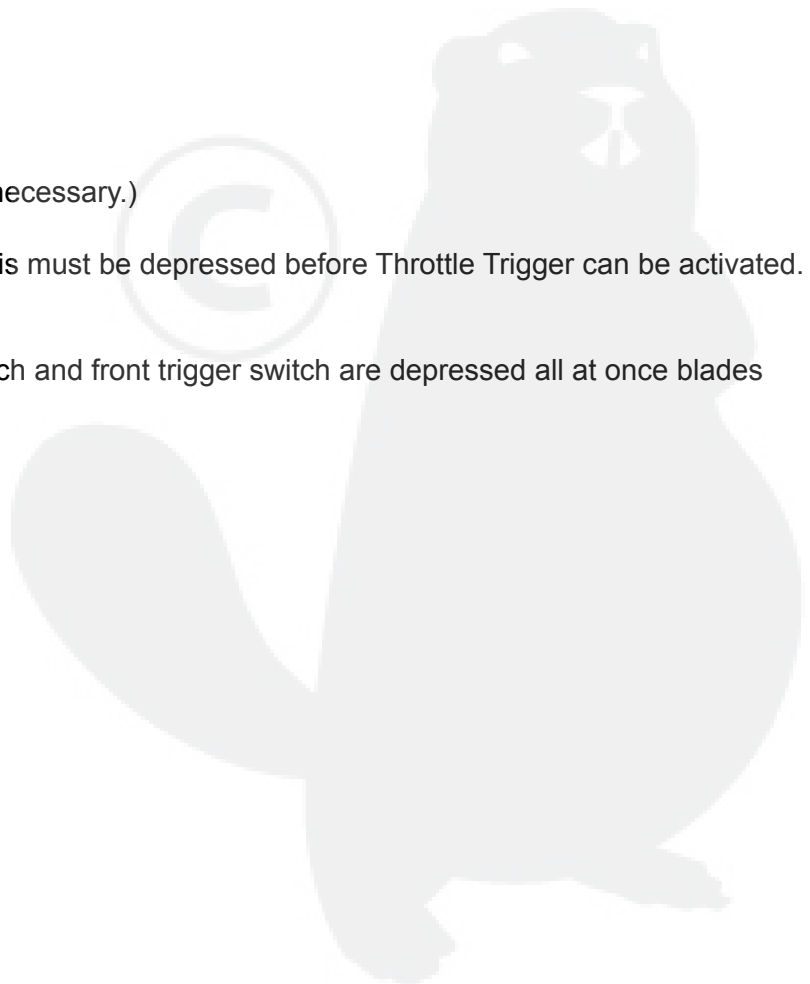 necessary.)
is must be depressed before Throttle Trigger can be activated.
ch and front trigger switch are depressed all at once blades
©